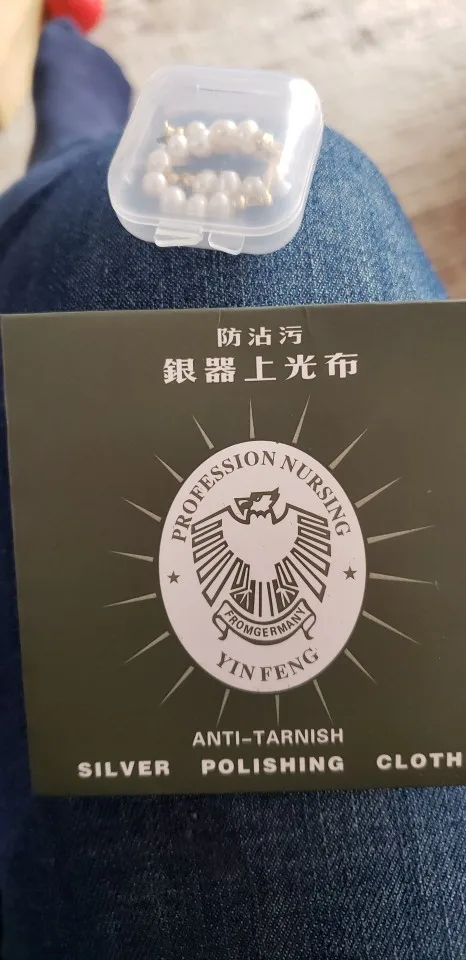 防沾污
銀器上光布
PROFESSION NURSING
FROMGERMANY
YIN FENG
ANTI-TARNISH
SILVER POLISHING CLOTH